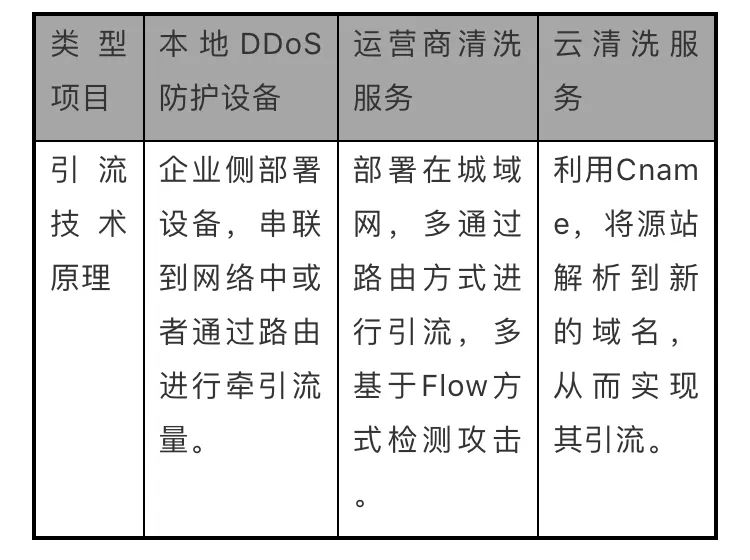 类型项目
本地DDoS防护设备
运营商清洗服务
云清洗服务
引流技术原理
企业侧部署设备，串联到网络中或者通过路由进行牵引流量。
部署在城域网，多通过路由方式进行引流，多基于Flow方式检测攻击。
利用Cname，将源站解析到新的域名，从而实现其引流。